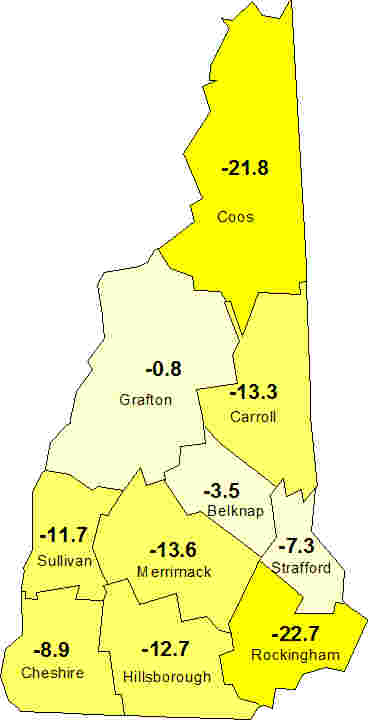 -21.8
Coos
-0.8
Grafton
-13.3
Carroll
-3.5
Belknap
-11.7
Sullivan
-13.6
Merrimack
-7.3
Strafford
-8.9
Cheshire
-12.7
Hillsborough
-22.7
Rockingham